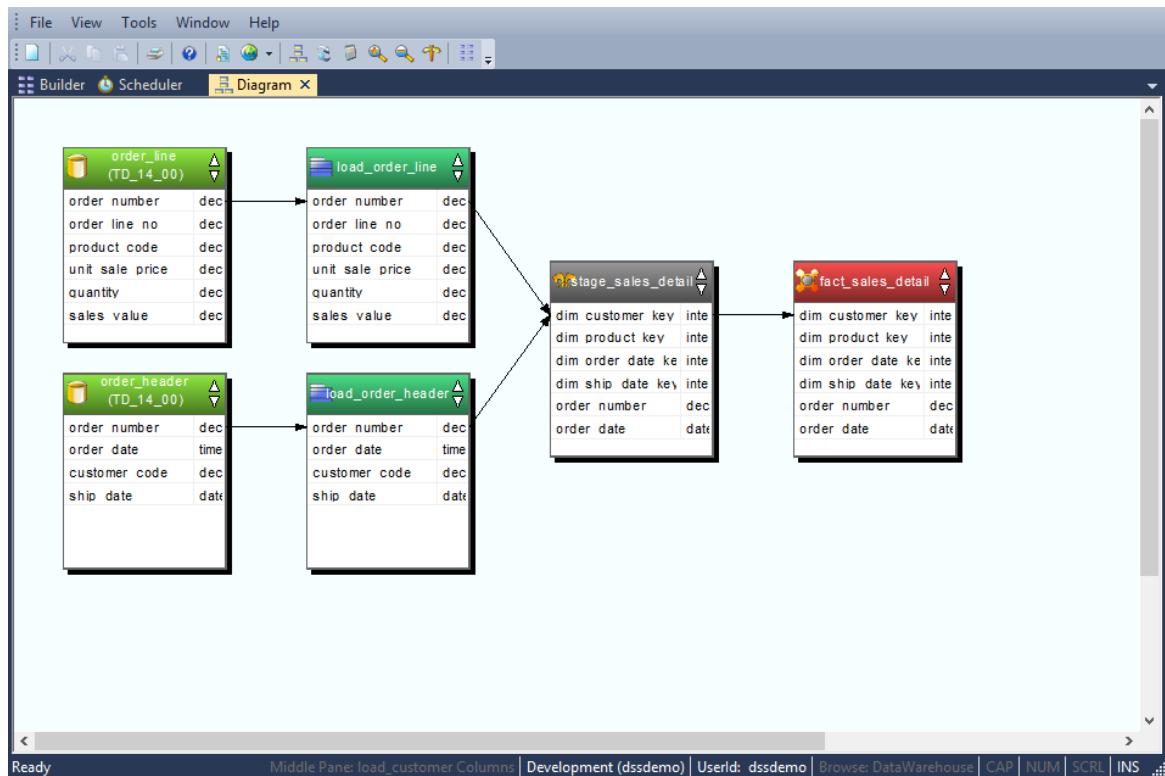 File View Tools Window Help
Builder Scheduler Diagram
order_line
(TD_14_00)
order number dec
order line no dec
product code dec
unit sale price dec
quantity dec
sales value dec
load_order_line
order number dec
order line no dec
product code dec
unit sale price dec
quantity dec
sales value dec
order_header
(TD_14_00)
order number dec
order date time
customer code dec
ship date date
load_order_header
order number dec
order date time
customer code dec
ship date date
stage_sales_detail
dim customer key inte
dim product key inte
dim order date ke inte
dim ship date key inte
order number dec
order date date
fact_sales_detail
dim customer key inte
dim product key inte
dim order date ke inte
dim ship date key inte
order number dec
order date date
Ready Middle Pane: load_customer Columns Development (dssdemo) UserId: dssdemo Browse: DataWarehouse CAP NUM SCRL INS